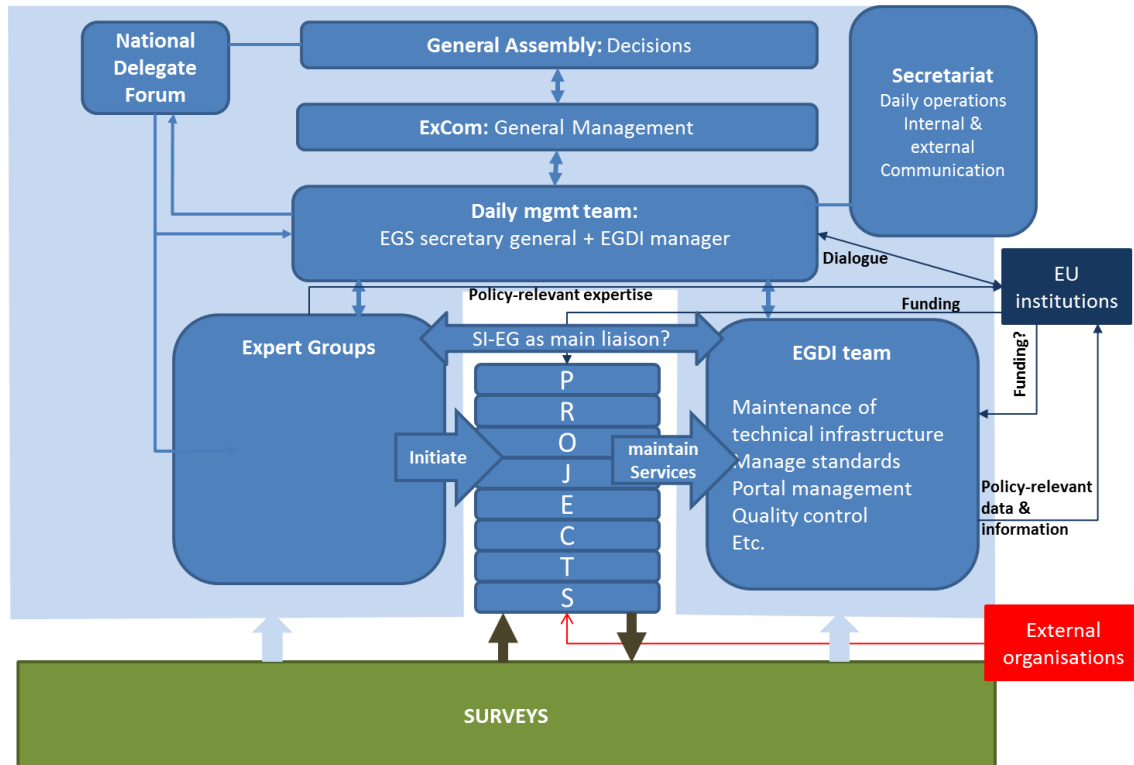 National
Delegate
Forum
General Assembly: Decisions
ExCom: General Management
Secretariat
Daily operations
Internal &
external
Communication
Daily mgmt team:
EGS secretary general + EGDI manager
Dialogue
EU
institutions
Policy-relevant expertise
Funding
Expert Groups
SI-EG as main liaison?
EGDI team
Funding?
P
R
O
J
E
C
T
S
Initiate
maintain
Services
Maintenance of
technical infrastructure
Manage standards
Portal management
Quality control
Etc.
Policy-relevant
data &
information
External
organisations
SURVEYS